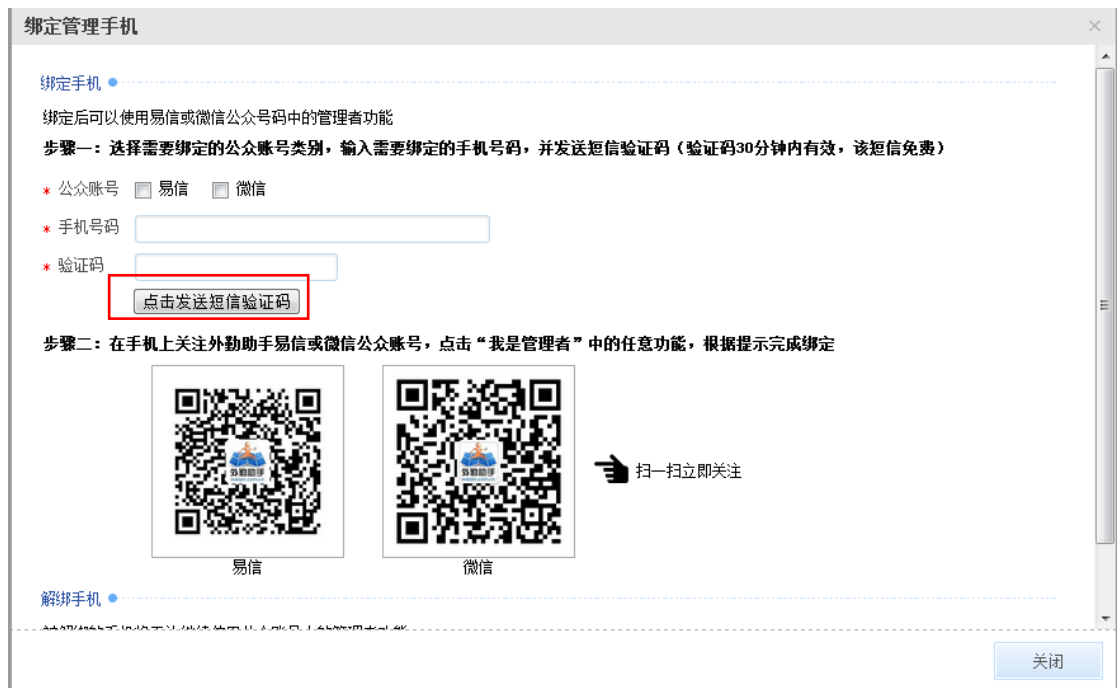 绑定管理手机
绑定手机
绑定后可以使用易信或微信公众号码中的管理者功能
步骤一：选择需要绑定的公众账号类别，输入需要绑定的手机号码，并发送短信验证码（验证码30分钟内有效，该短信免费）
* 公众账号 易信 微信
* 手机号码
* 验证码
点击发送短信验证码
步骤二：在手机上关注外勤助手易信或微信公众账号，点击“我是管理者”中的任意功能，根据提示完成绑定
外勤助手 外勤助手
扫一扫立即关注
易信 微信
解绑手机
关闭